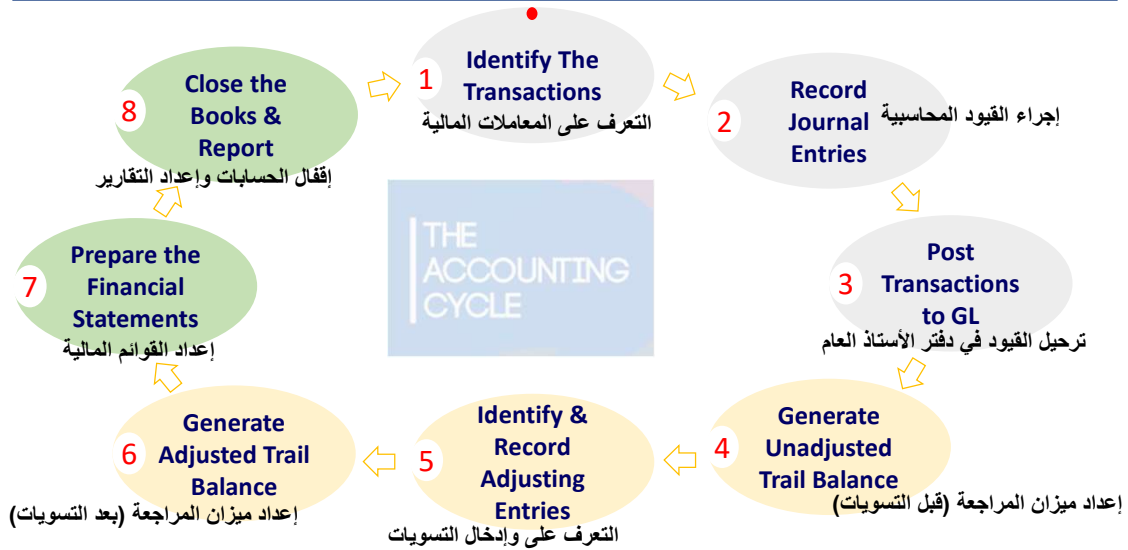 1
Identify The
Transactions
التعرف على المعاملات المالية
2
Record
Journal
Entries
إجراء القيود المحاسبية
3
Post
Transactions
to GL
ترحيل القيود في دفتر الأستاذ العام
4
Generate
Unadjusted
Trail Balance
إعداد ميزان المراجعة (قبل التسويات)
5
Identify &
Record
Adjusting
Entries
التعرف على وإدخال التسويات
6
Generate
Adjusted Trail
Balance
إعداد ميزان المراجعة (بعد التسويات)
7
Prepare the
Financial
Statements
إعداد القوائم المالية
8
Close the
Books &
Report
إقفال الحسابات وإعداد التقارير
THE
ACCOUNTING
CYCLE